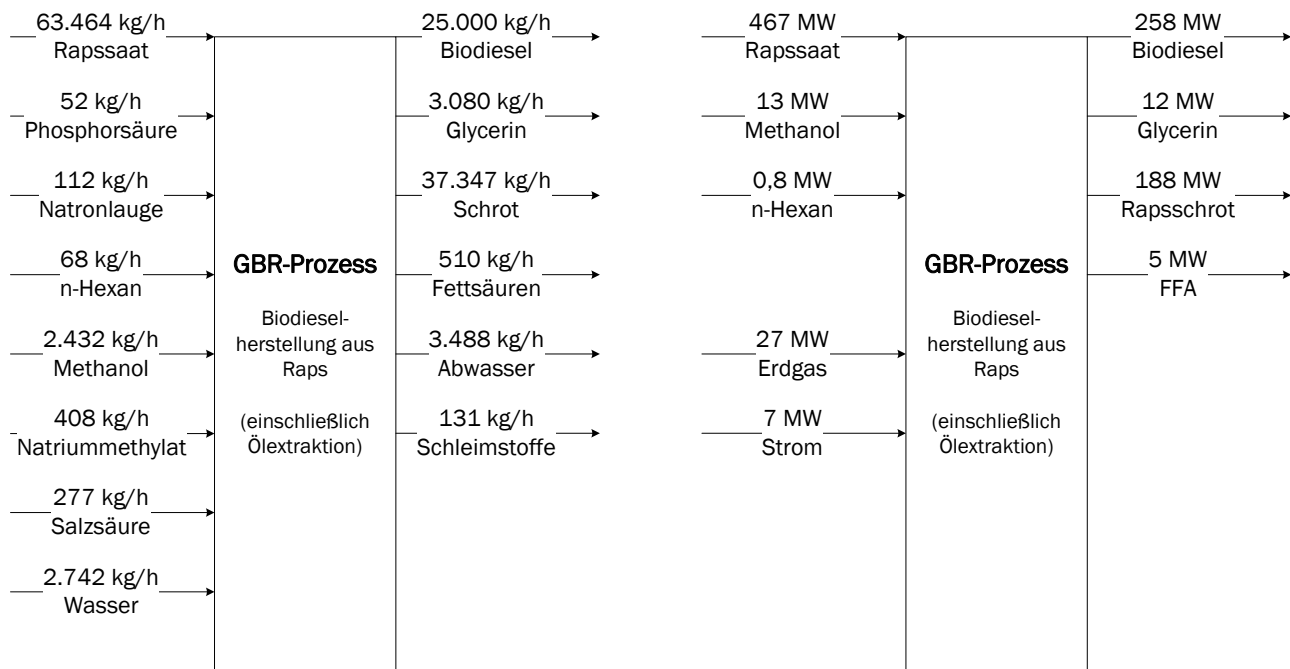 63.464 kg/h
Rapssaat
52 kg/h
Phosphorsäure
112 kg/h
Natronlauge
68 kg/h
n-Hexan
2.432 kg/h
Methanol
408 kg/h
Natriummethylat
277 kg/h
Salzsäure
2.742 kg/h
Wasser
GBR-Prozess
Biodiesel-
herstellung aus
Raps
(einschließlich
Ölextraktion)
25.000 kg/h
Biodiesel
3.080 kg/h
Glycerin
37.347 kg/h
Schrot
510 kg/h
Fettsäuren
3.488 kg/h
Abwasser
131 kg/h
Schleimstoffe
467 MW
Rapssaat
13 MW
Methanol
0,8 MW
n-Hexan
27 MW
Erdgas
7 MW
Strom
GBR-Prozess
Biodiesel-
herstellung aus
Raps
(einschließlich
Ölextraktion)
258 MW
Biodiesel
12 MW
Glycerin
188 MW
Rapsschrot
5 MW
FFA